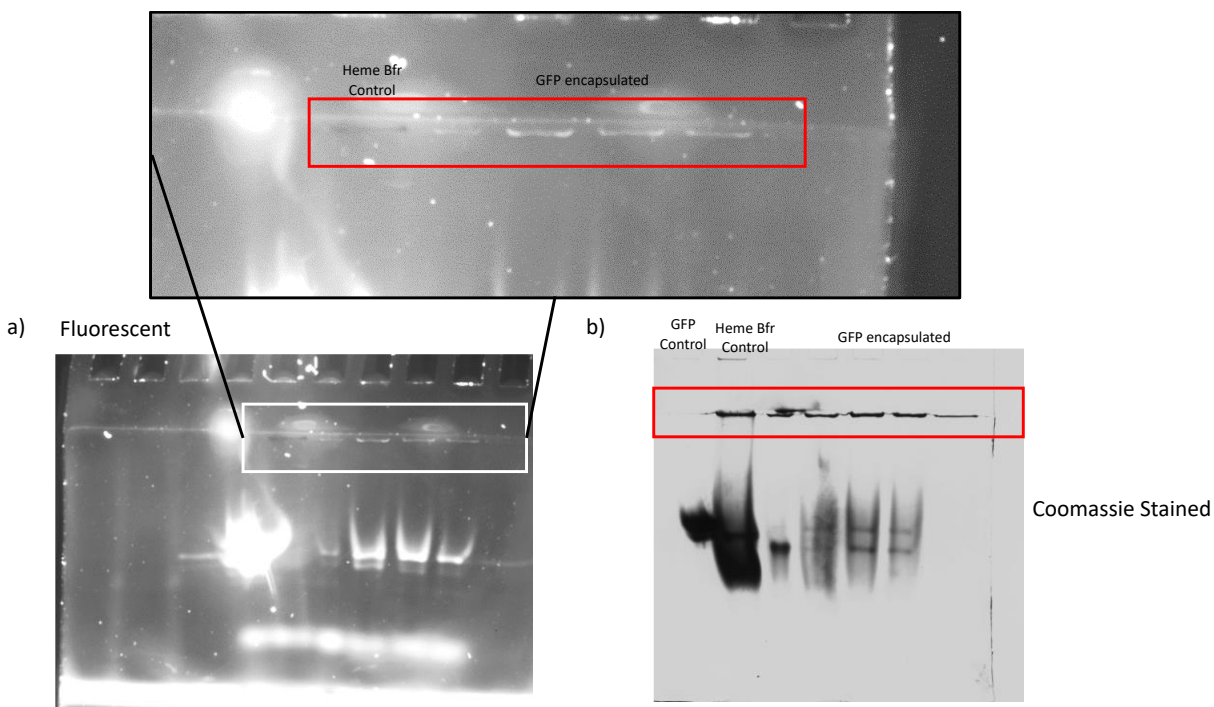 Heme Bfr
Control
GFP encapsulated
a)
Fluorescent
b)
GFP
Control
Heme Bfr
Control
GFP encapsulated
Coomassie Stained